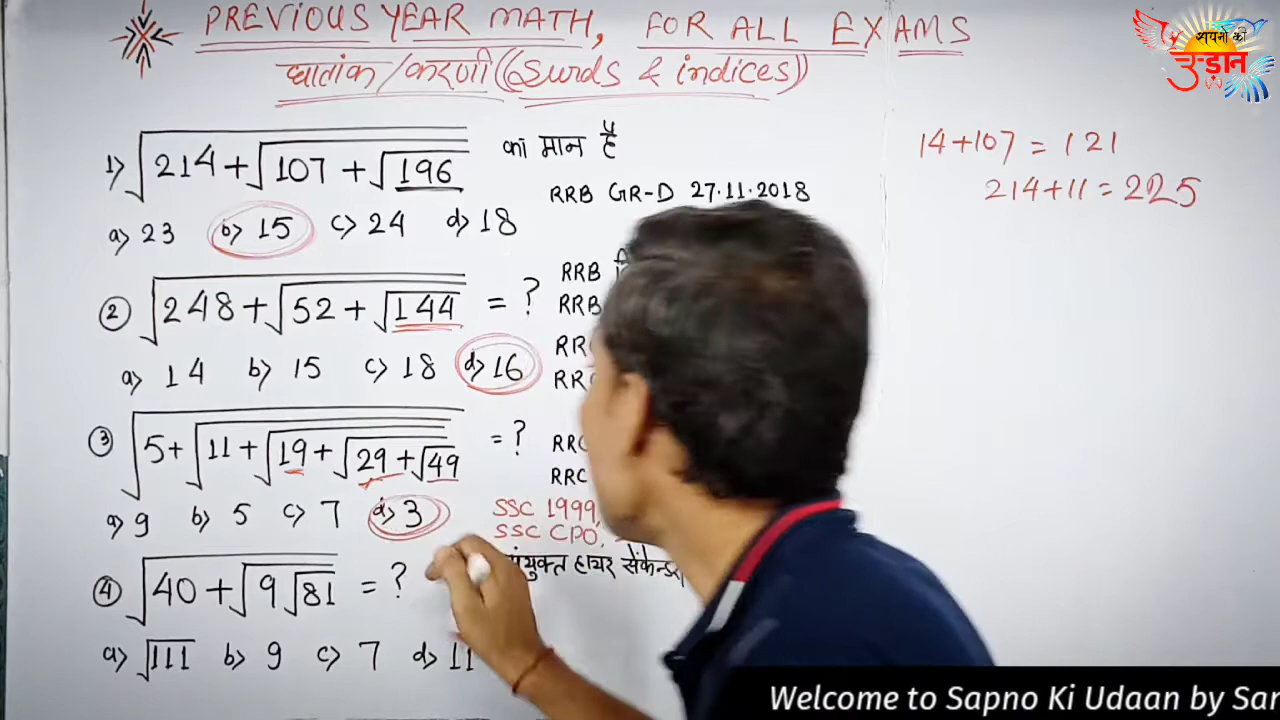 PREVIOUS YEAR MATH, FOR ALL EXAMS
घातांक/करणी (Surds & indices)
सपनो की
उड़ान
1) √(214+√(107+√196)) का मान है
RRB GR-D 27.11.2018
a) 23 b) 15 c) 24 d) 18
14+107 = 121
214+11 = 225
② √(248+√(52+√144)) = ?
RRB
RRB
a) 14 b) 15 c) 18 d) 16
③ √(5+√(11+√(19+√(29+√49)))) = ?
RRC
a) 9 b) 5 c) 7 d) 3
SSC 1999,
SSC CPO,
④ √(40+√(9√81)) = ?
a) √111 b) 9 c) 7 d) 11
Welcome to Sapno Ki Udaan by